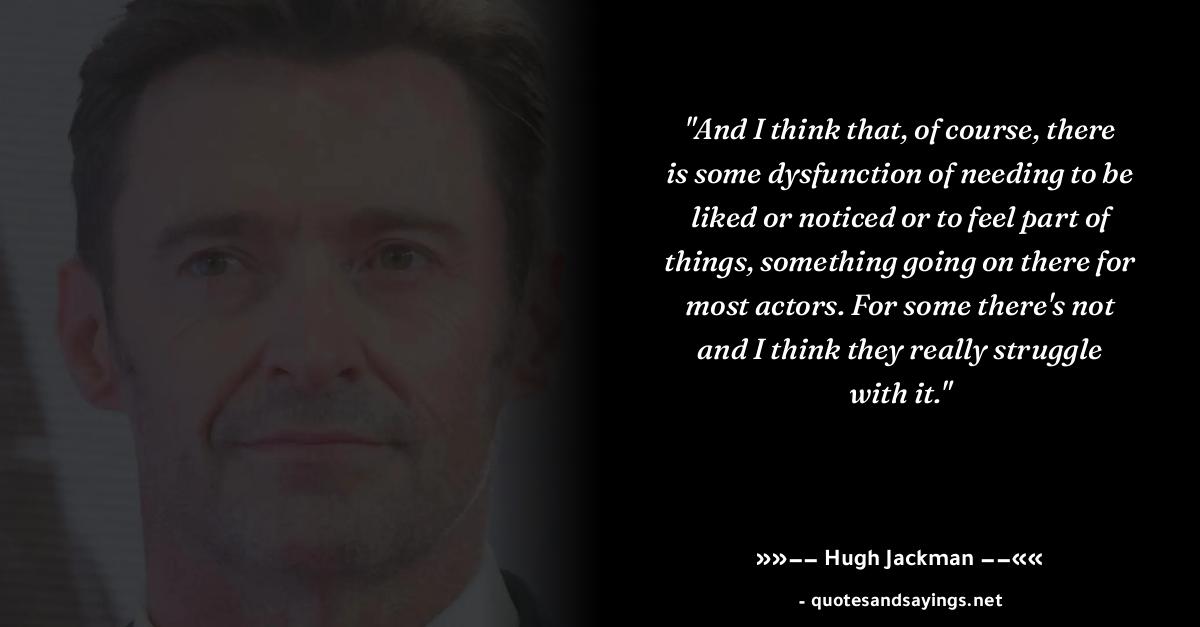 "And I think that, of course, there
is some dysfunction of needing to be
liked or noticed or to feel part of
things, something going on there for
most actors. For some there's not
and I think they really struggle
with it."
»»–– Hugh Jackman ––««
- quotesandsayings.net